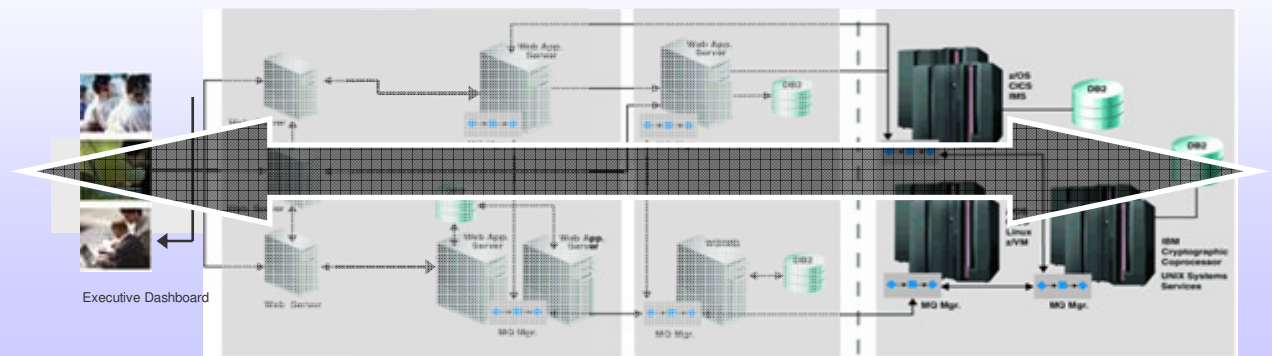 Web App.
Server
Web App.
Server
z/OS
CICS
IMS
DB2
DB2
DB2
Web App.
Server
Web App.
Server
WBIMB
DB2
Linux
z/VM
IBM
Cryptographic
Coprocessor
UNIX Systems
Services
Executive Dashboard
Web Server
MQ Mgr.
MQ Mgr.
MQ Mgr.
MQ Mgr.